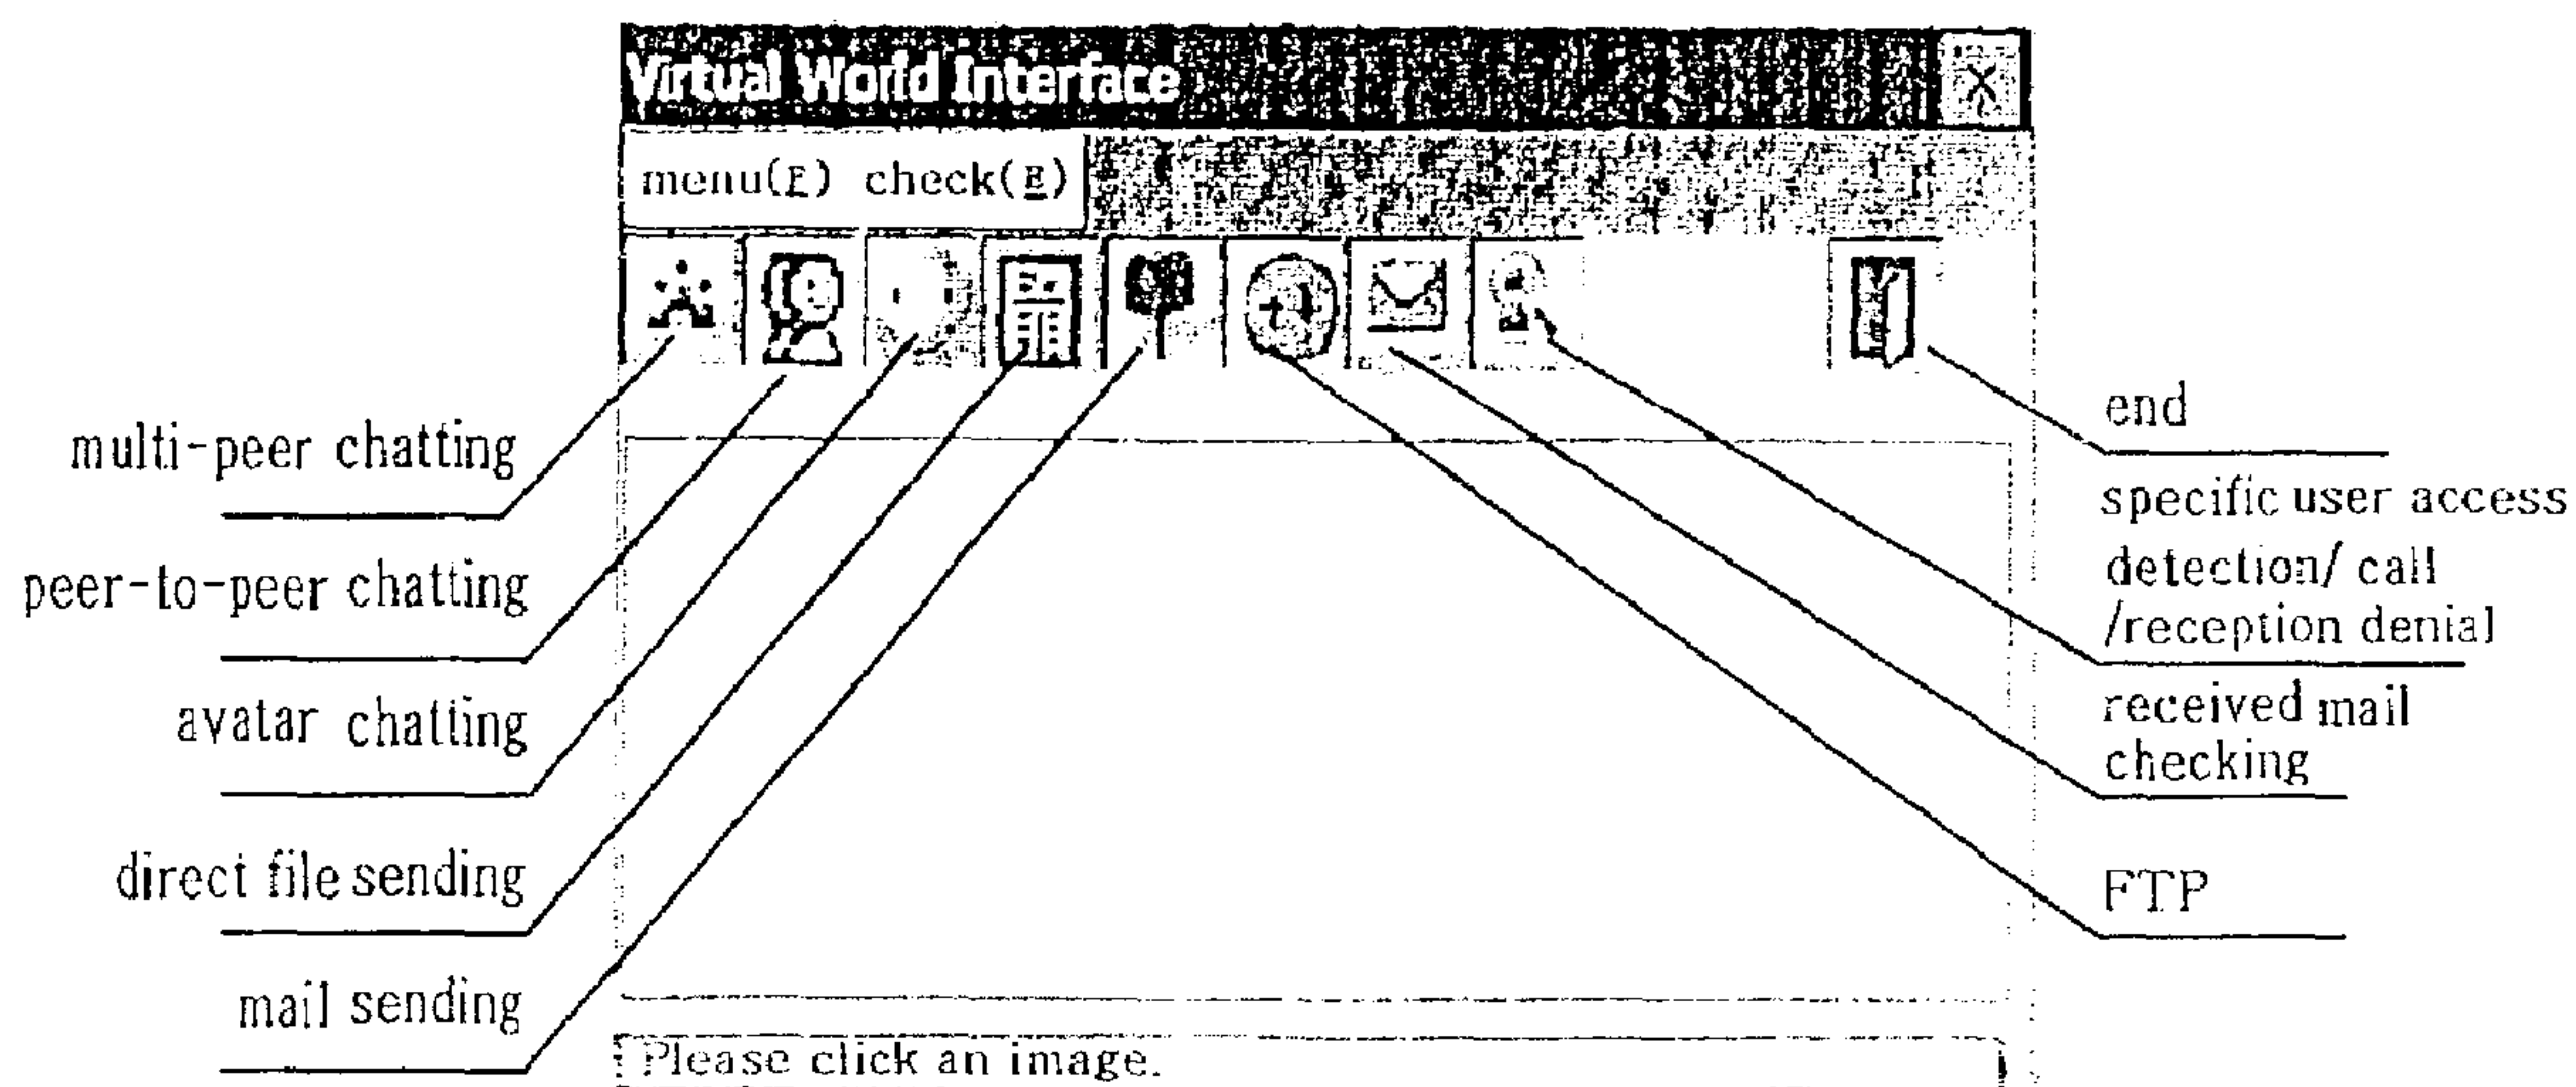 Virtual World Interface X
menu(F) check(E)
multi-peer chatting
peer-to-peer chatting
avatar chatting
direct file sending
mail sending
end
specific user access
detection/ call
/reception denial
received mail
checking
FTP
Please click an image.